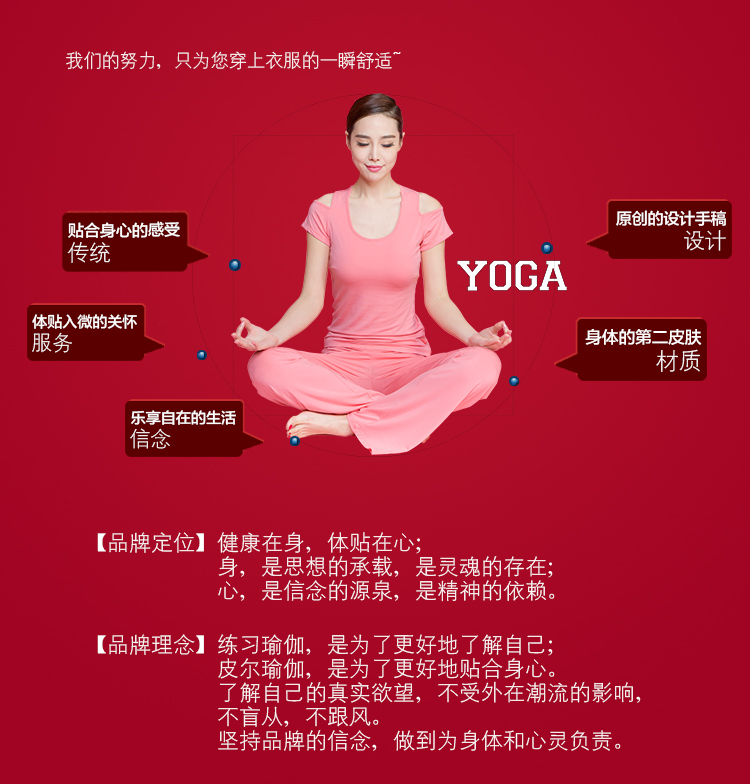 我们的努力，只为您穿上衣服的一瞬舒适~
贴合身心的感受
传统
原创的设计手稿
设计
YOGA
体贴入微的关怀
服务
身体的第二皮肤
材质
乐享自在的生活
信念
【品牌定位】健康在身，体贴在心；
身，是思想的承载，是灵魂的存在；
心，是信念的源泉，是精神的依赖。
【品牌理念】练习瑜伽，是为了更好地了解自己；
皮尔瑜伽，是为了更好地贴合身心。
了解自己的真实欲望，不受外在潮流的影响，
不盲从，不跟风。
坚持品牌的信念，做到为身体和心灵负责。